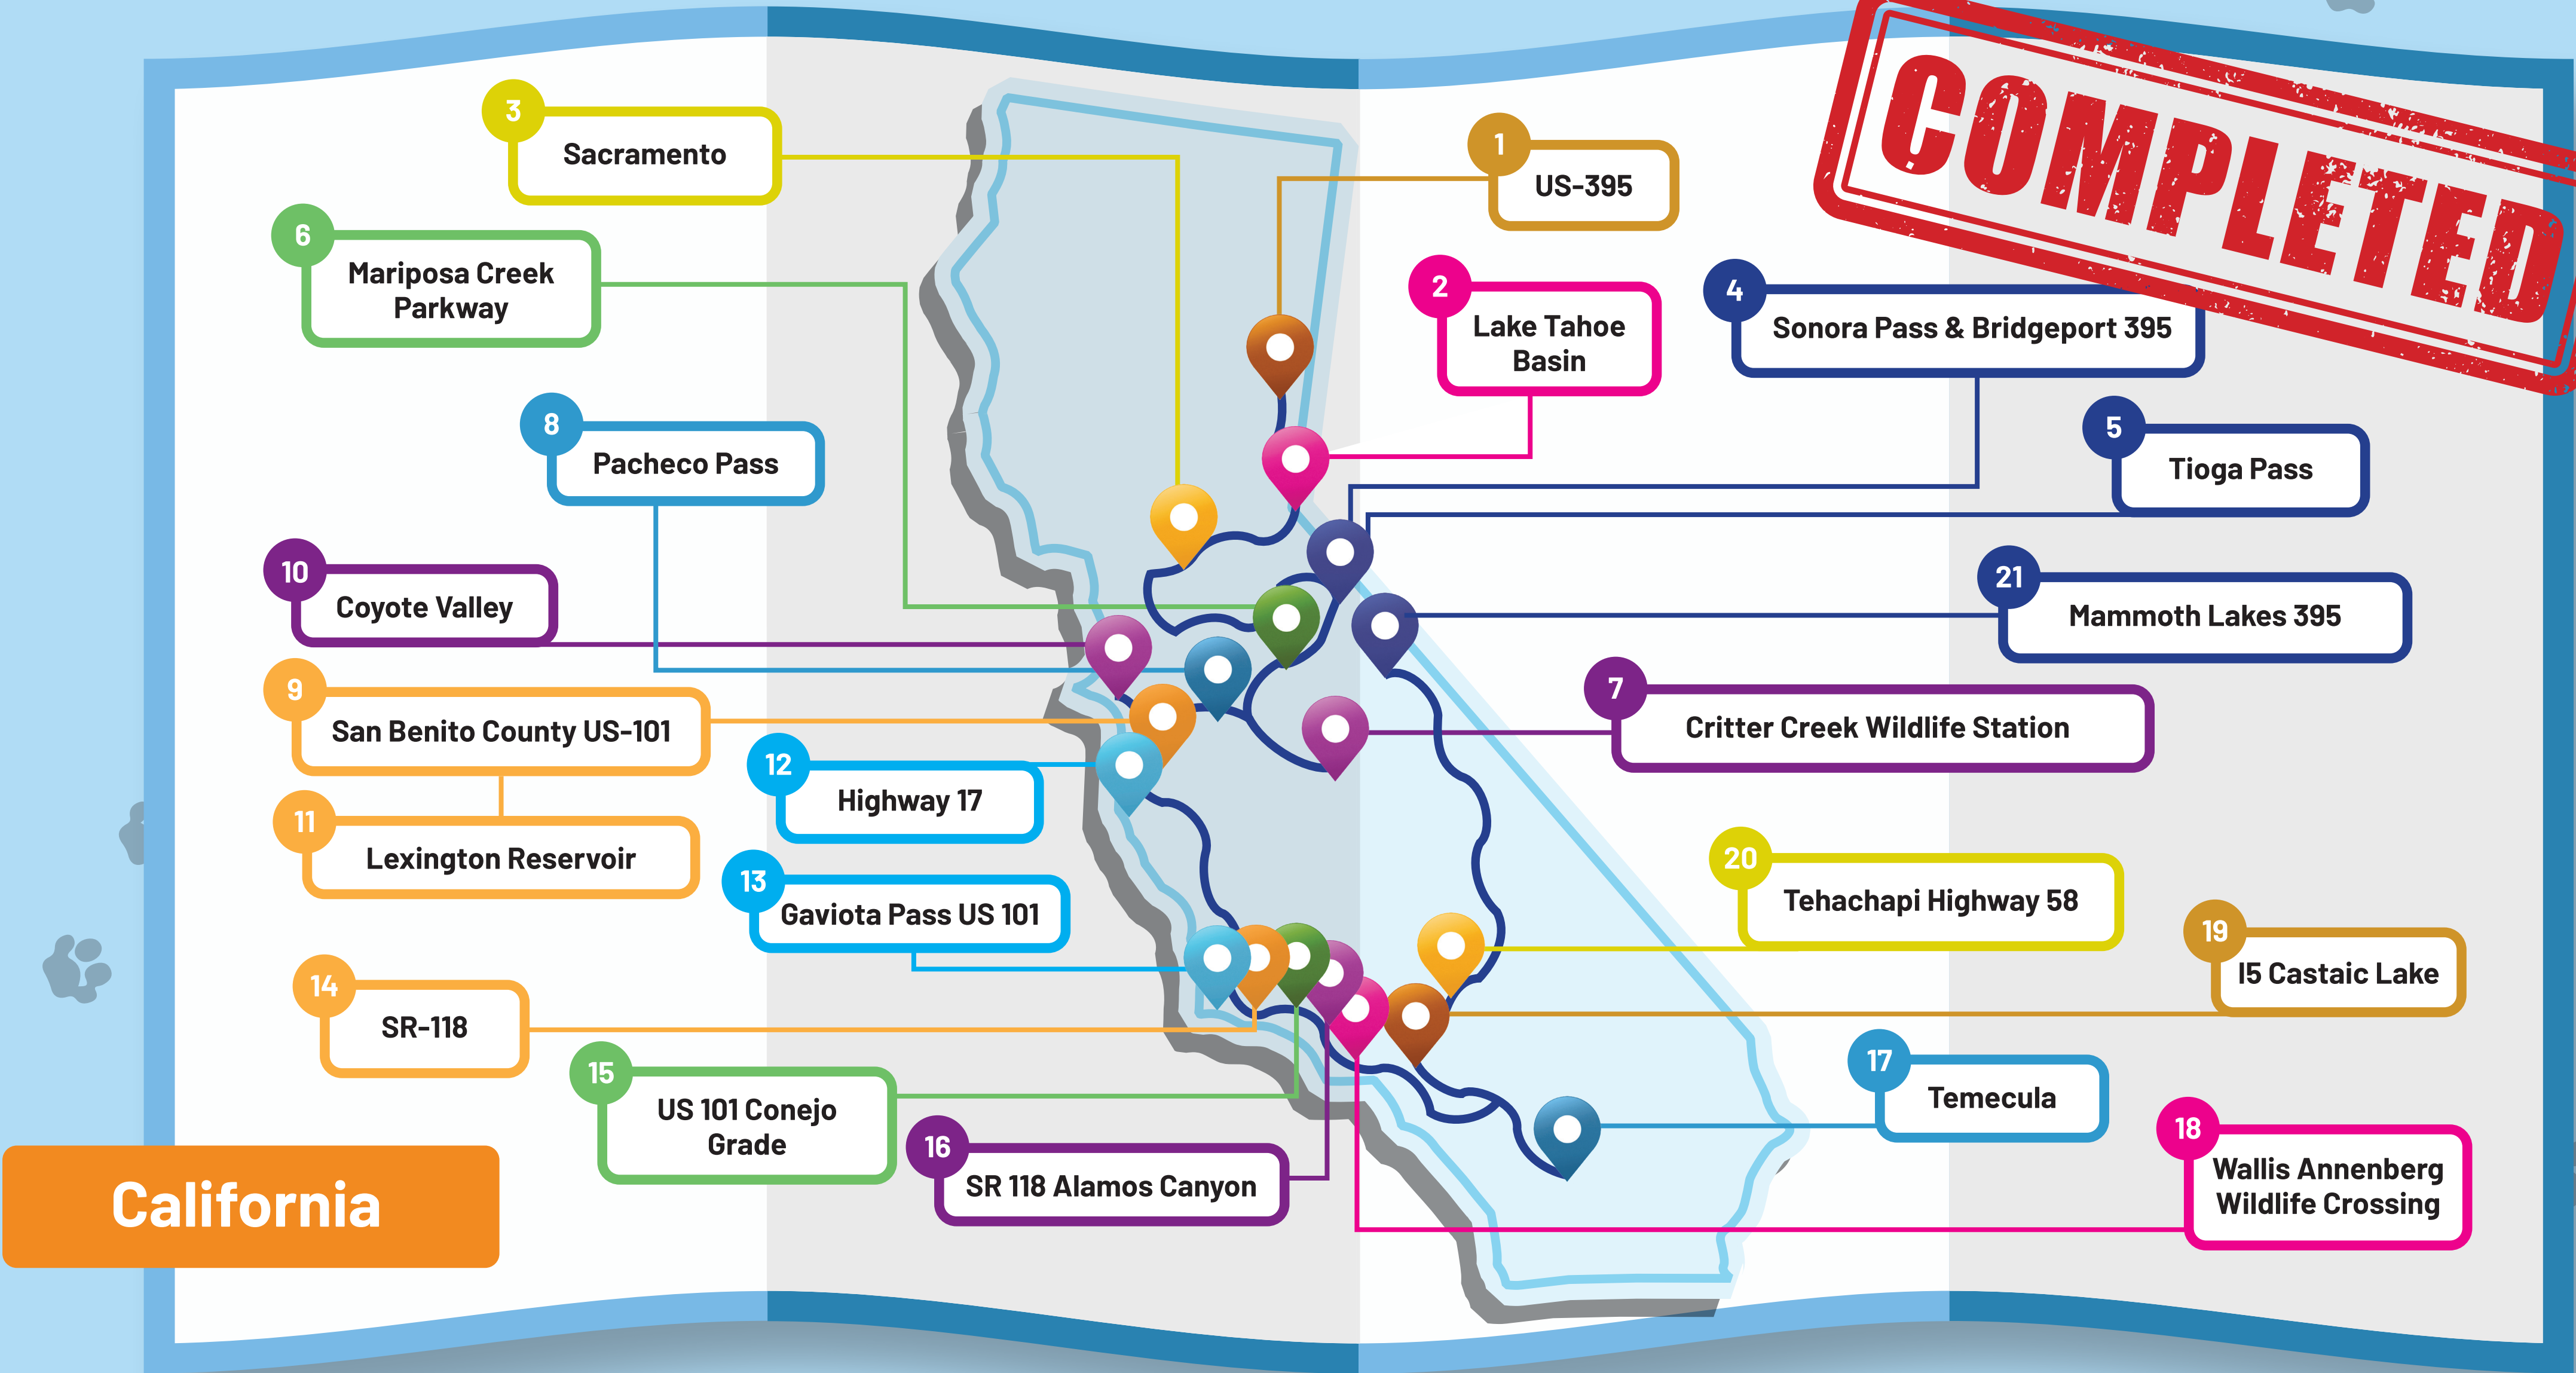 COMPLETED
3
Sacramento
1
US-395
6
Mariposa Creek
Parkway
2
Lake Tahoe
Basin
4
Sonora Pass & Bridgeport 395
8
Pacheco Pass
5
Tioga Pass
10
Coyote Valley
21
Mammoth Lakes 395
9
San Benito County US-101
7
Critter Creek Wildlife Station
12
Highway 17
11
Lexington Reservoir
13
Gaviota Pass US 101
20
Tehachapi Highway 58
19
I5 Castaic Lake
14
SR-118
15
US 101 Conejo
Grade
17
Temecula
16
SR 118 Alamos Canyon
18
Wallis Annenberg
Wildlife Crossing
California